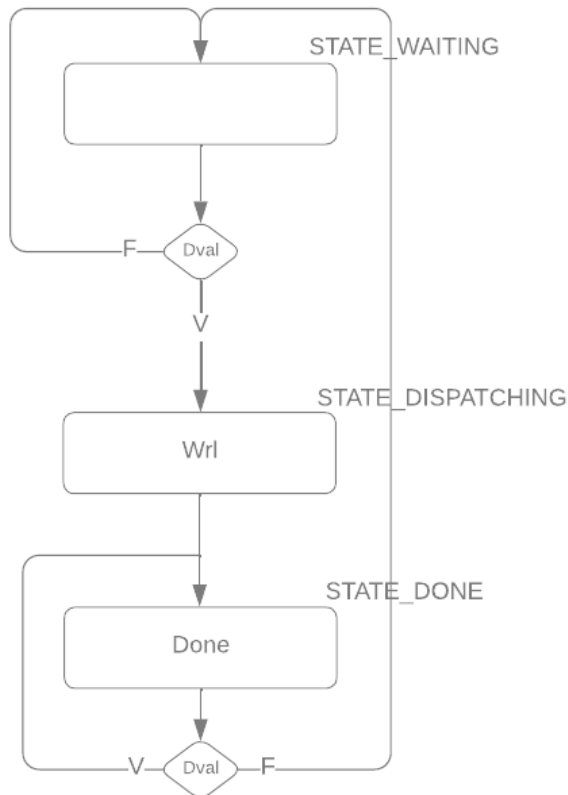 STATE_WAITING
Dval
F
V
STATE_DISPATCHING
Wrl
STATE_DONE
Done
V
Dval
F